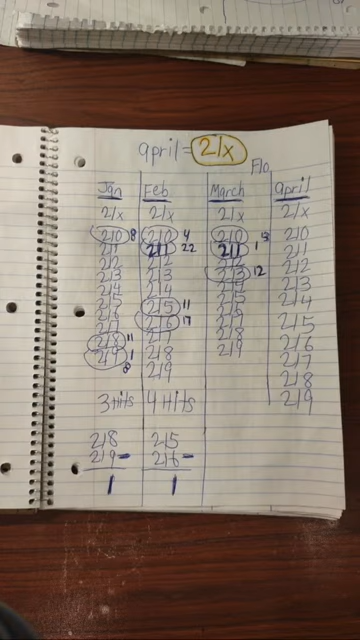 april = 21x
Flo
Jan Feb March april
21x 21x 21x 21x
210 8 210 4 210 13 210
211 211 22 211 1 211
212 212 212 212
213 213 213 12 213
214 214 214 214
215 215 11 215 215
216 216 17 216 216
217 217 217 217
218 11 218 218 218
219 1 219 219 219
8
3 Hits 4 Hits
218 215
219 - 216 -
1 1